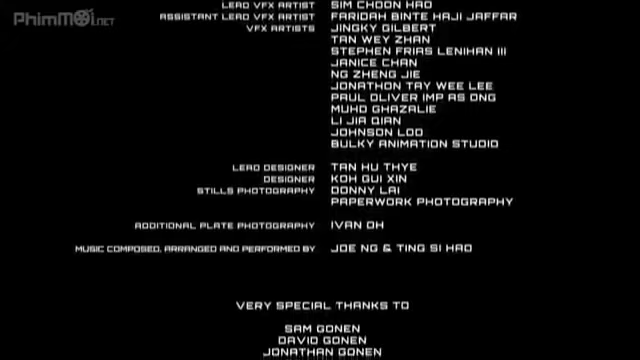 PhimMoi.net
LEAD VFX ARTIST SIM CHOON HAO
ASSISTANT LEAD VFX ARTIST FARIDAH BINTE HAJI JAFFAR
VFX ARTISTS JINGKY GILBERT
TAN WEY ZHAN
STEPHEN FRIAS LENIHAN III
JANICE CHAN
NG ZHENG JIE
JONATHON TAY WEE LEE
PAUL OLIVER IMP AS ONG
MUHD GHAZALIE
LI JIA QIAN
JOHNSON LOO
BULKY ANIMATION STUDIO
LEAD DESIGNER TAN HU THYE
DESIGNER KOH GUI XIN
STILLS PHOTOGRAPHY DONNY LAI
PAPERWORK PHOTOGRAPHY
ADDITIONAL PLATE PHOTOGRAPHY IVAN OH
MUSIC COMPOSED, ARRANGED AND PERFORMED BY JOE NG & TING SI HAO
VERY SPECIAL THANKS TO
SAM GONEN
DAVID GONEN
JONATHAN GONEN